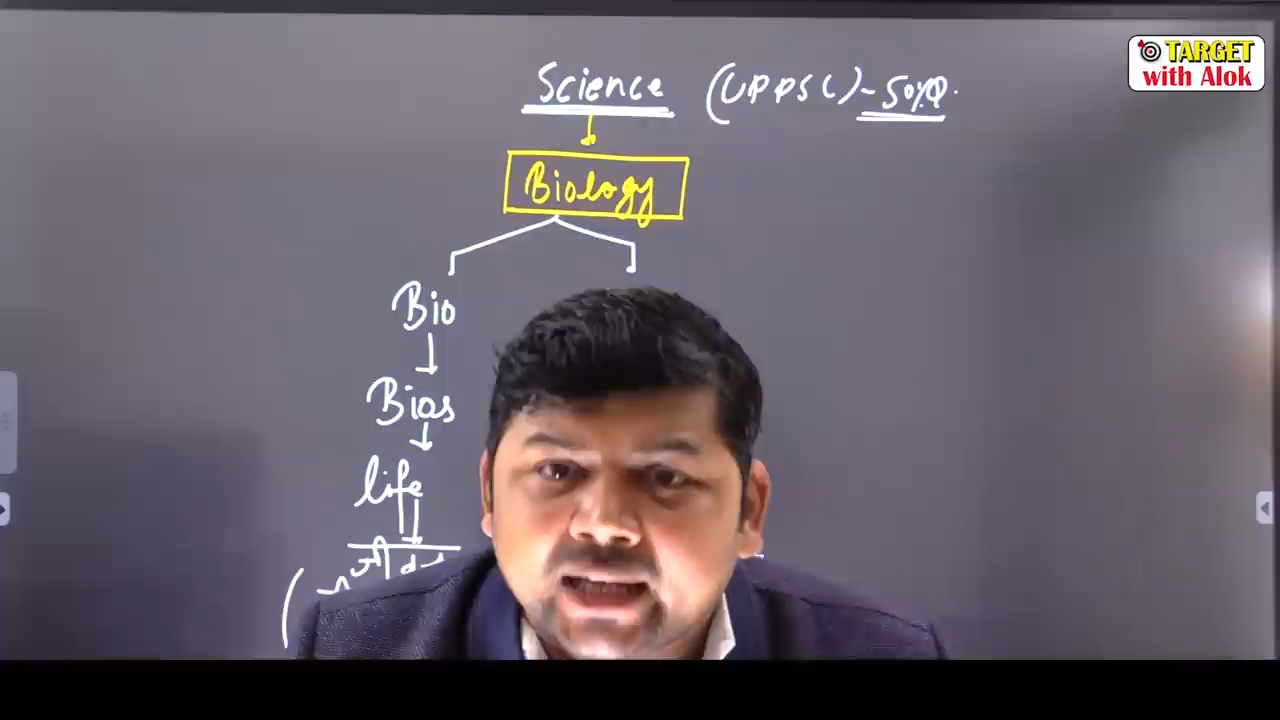 TARGET
with Alok
Science (UPPSC) - 50% Q.
Biology
Bio
Bios
life